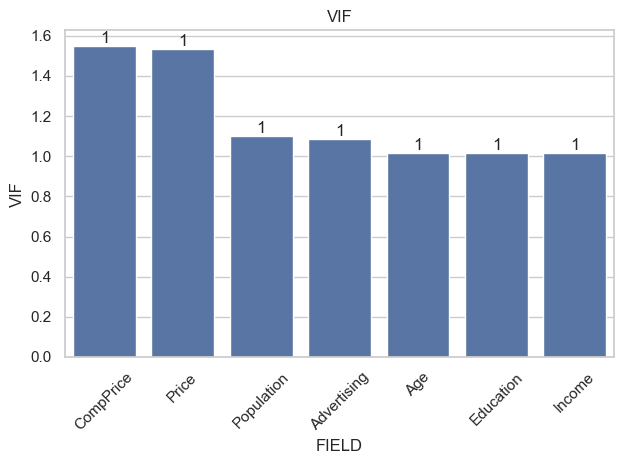 VIF
1.6
1.4
1.2
1.0
0.8
0.6
0.4
0.2
0.0
VIF
1
1
1
1
1
1
1
CompPrice
Price
Population
Advertising
Age
Education
Income
FIELD